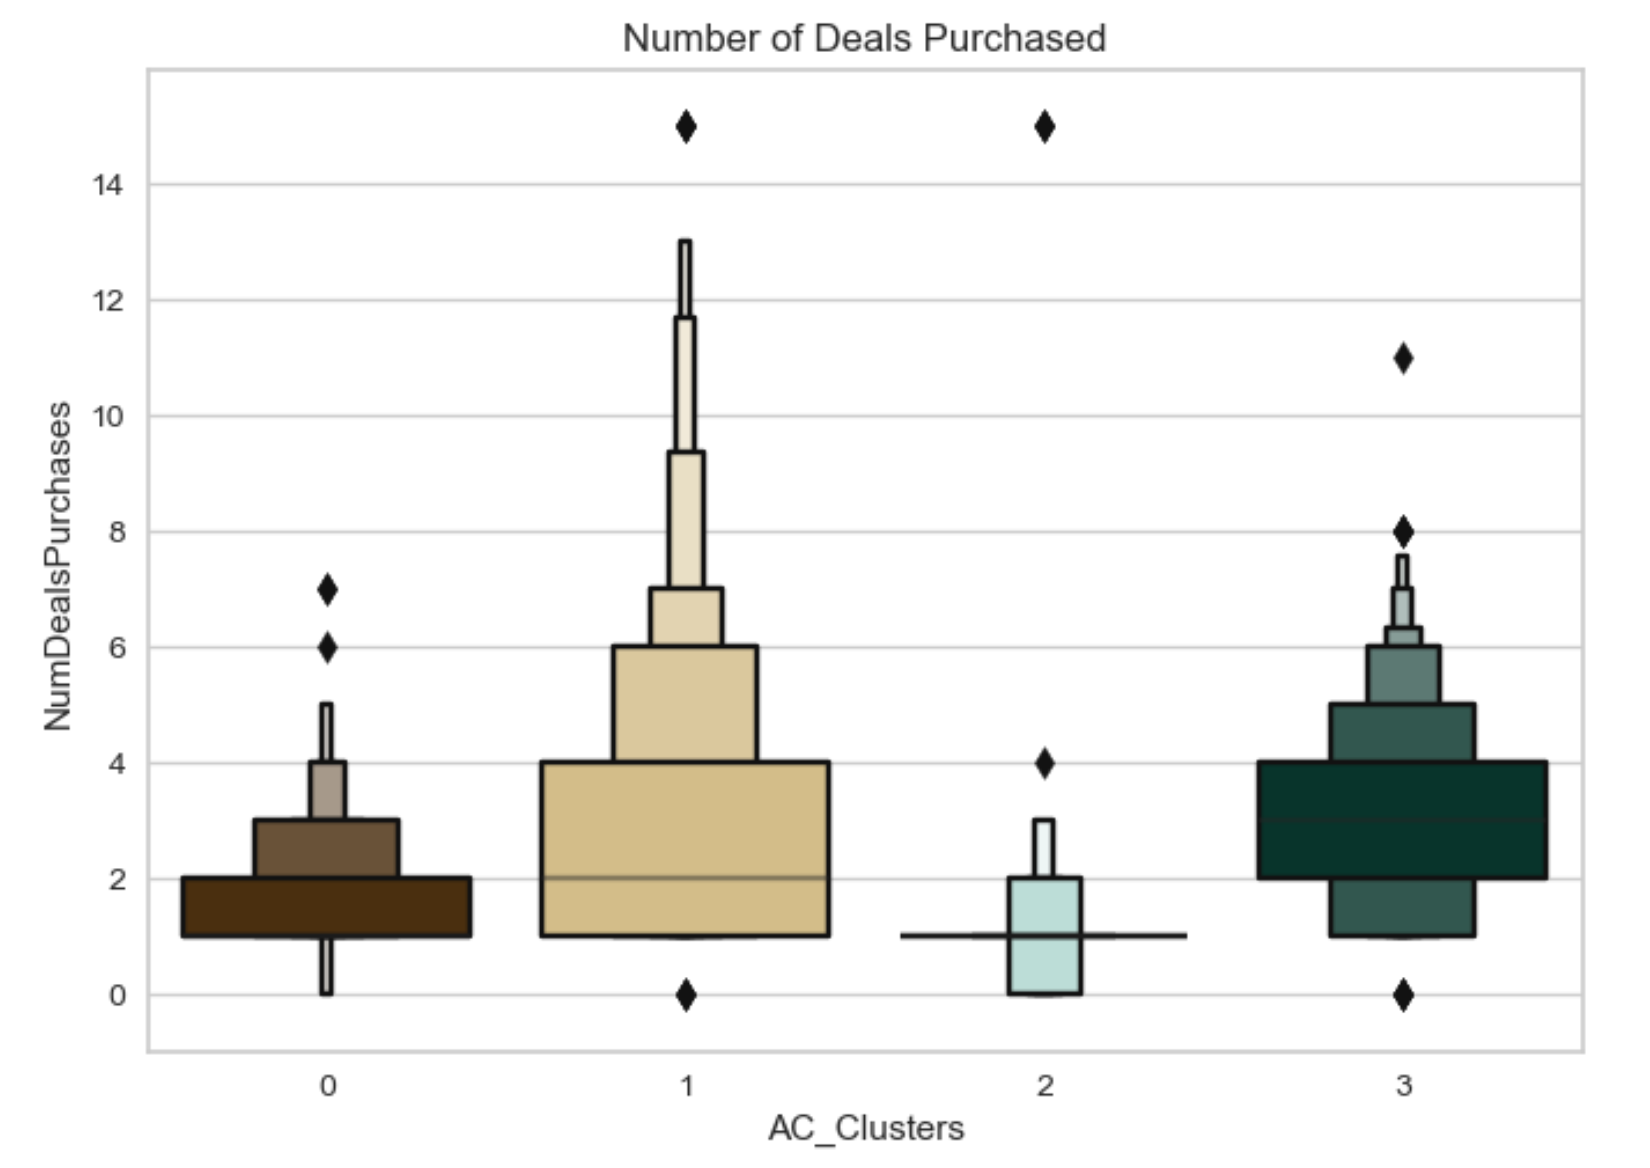 Number of Deals Purchased
NumDealsPurchases
14
12
10
8
6
4
2
0
0 1 2 3
AC_Clusters